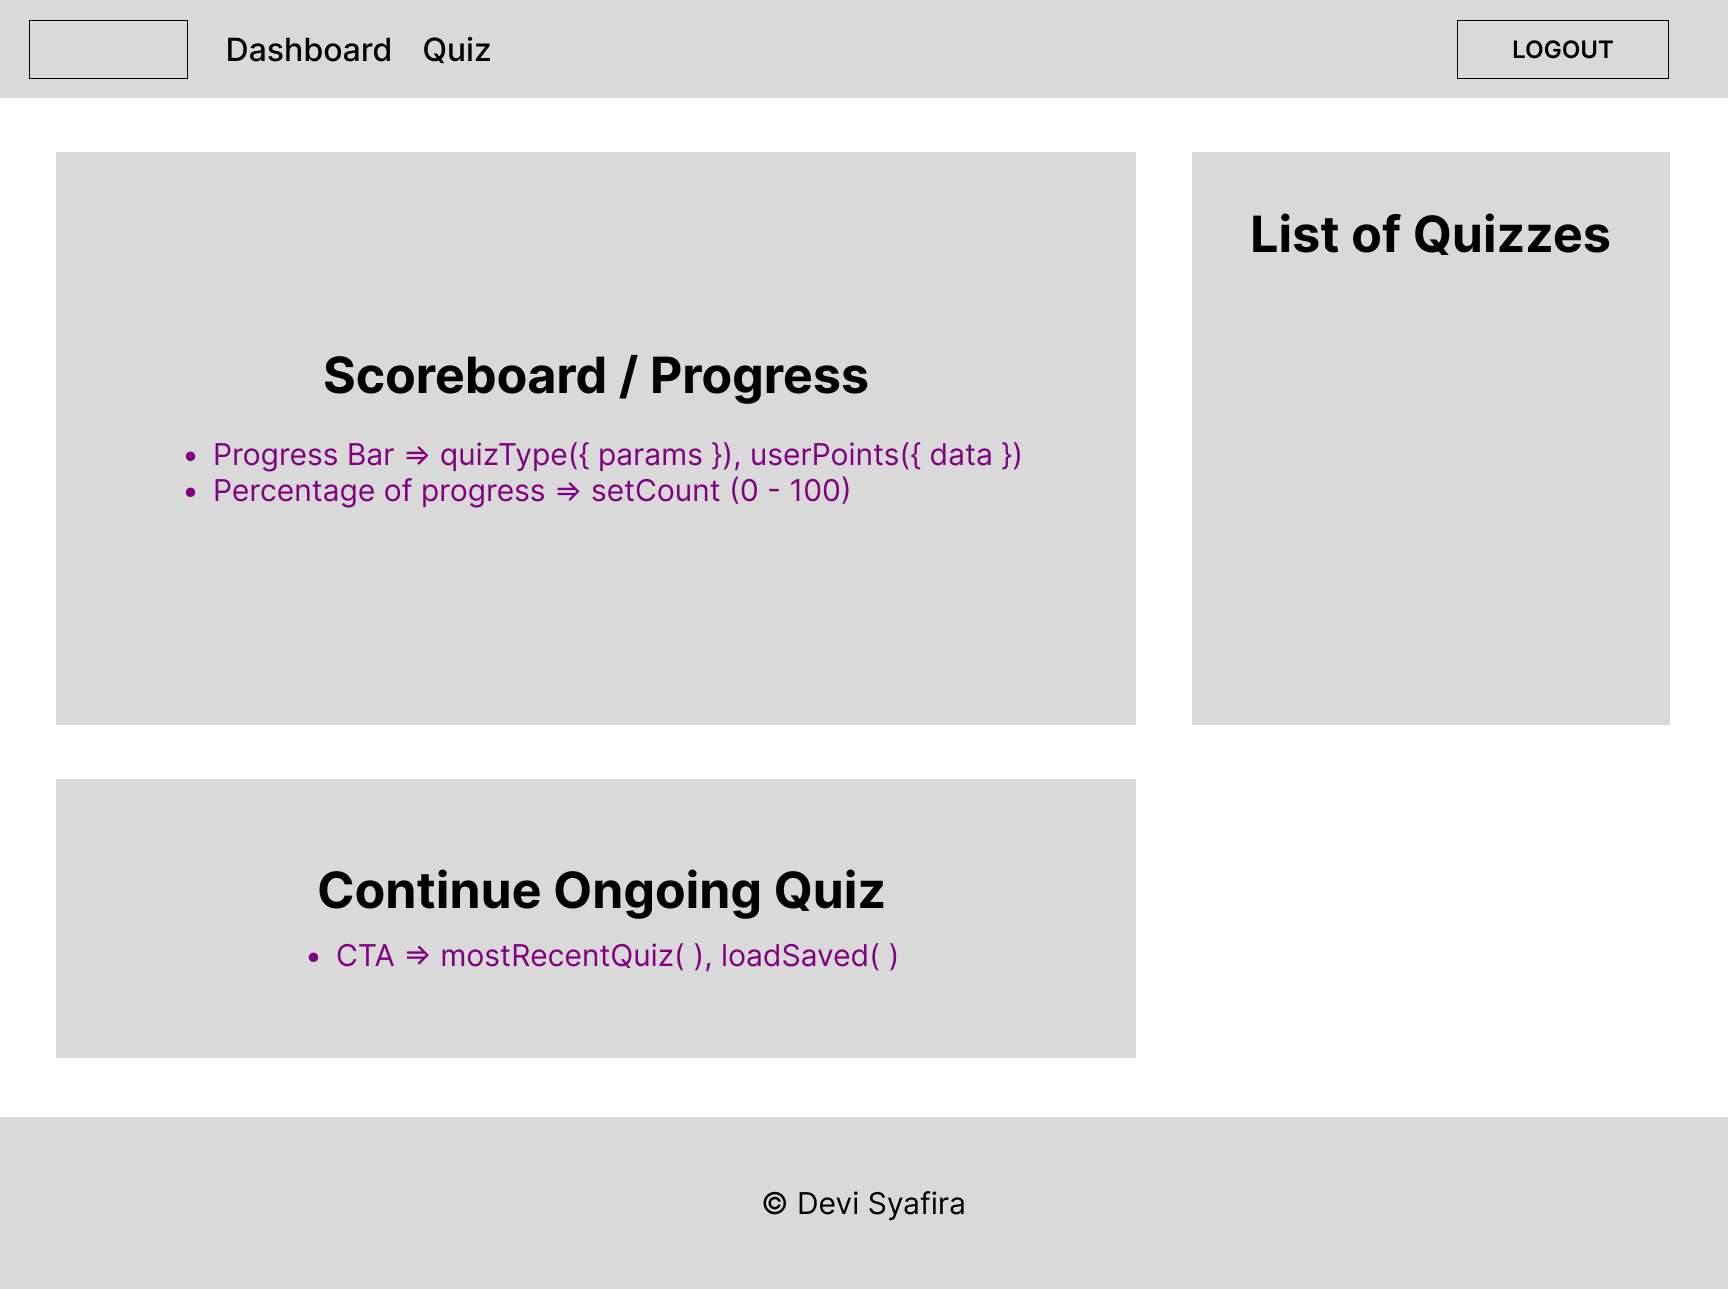 Dashboard Quiz LOGOUT
Scoreboard / Progress
• Progress Bar => quizType({ params }), userPoints({ data })
• Percentage of progress => setCount (0 - 100)
List of Quizzes
Continue Ongoing Quiz
• CTA => mostRecentQuiz( ), loadSaved( )
© Devi Syafira